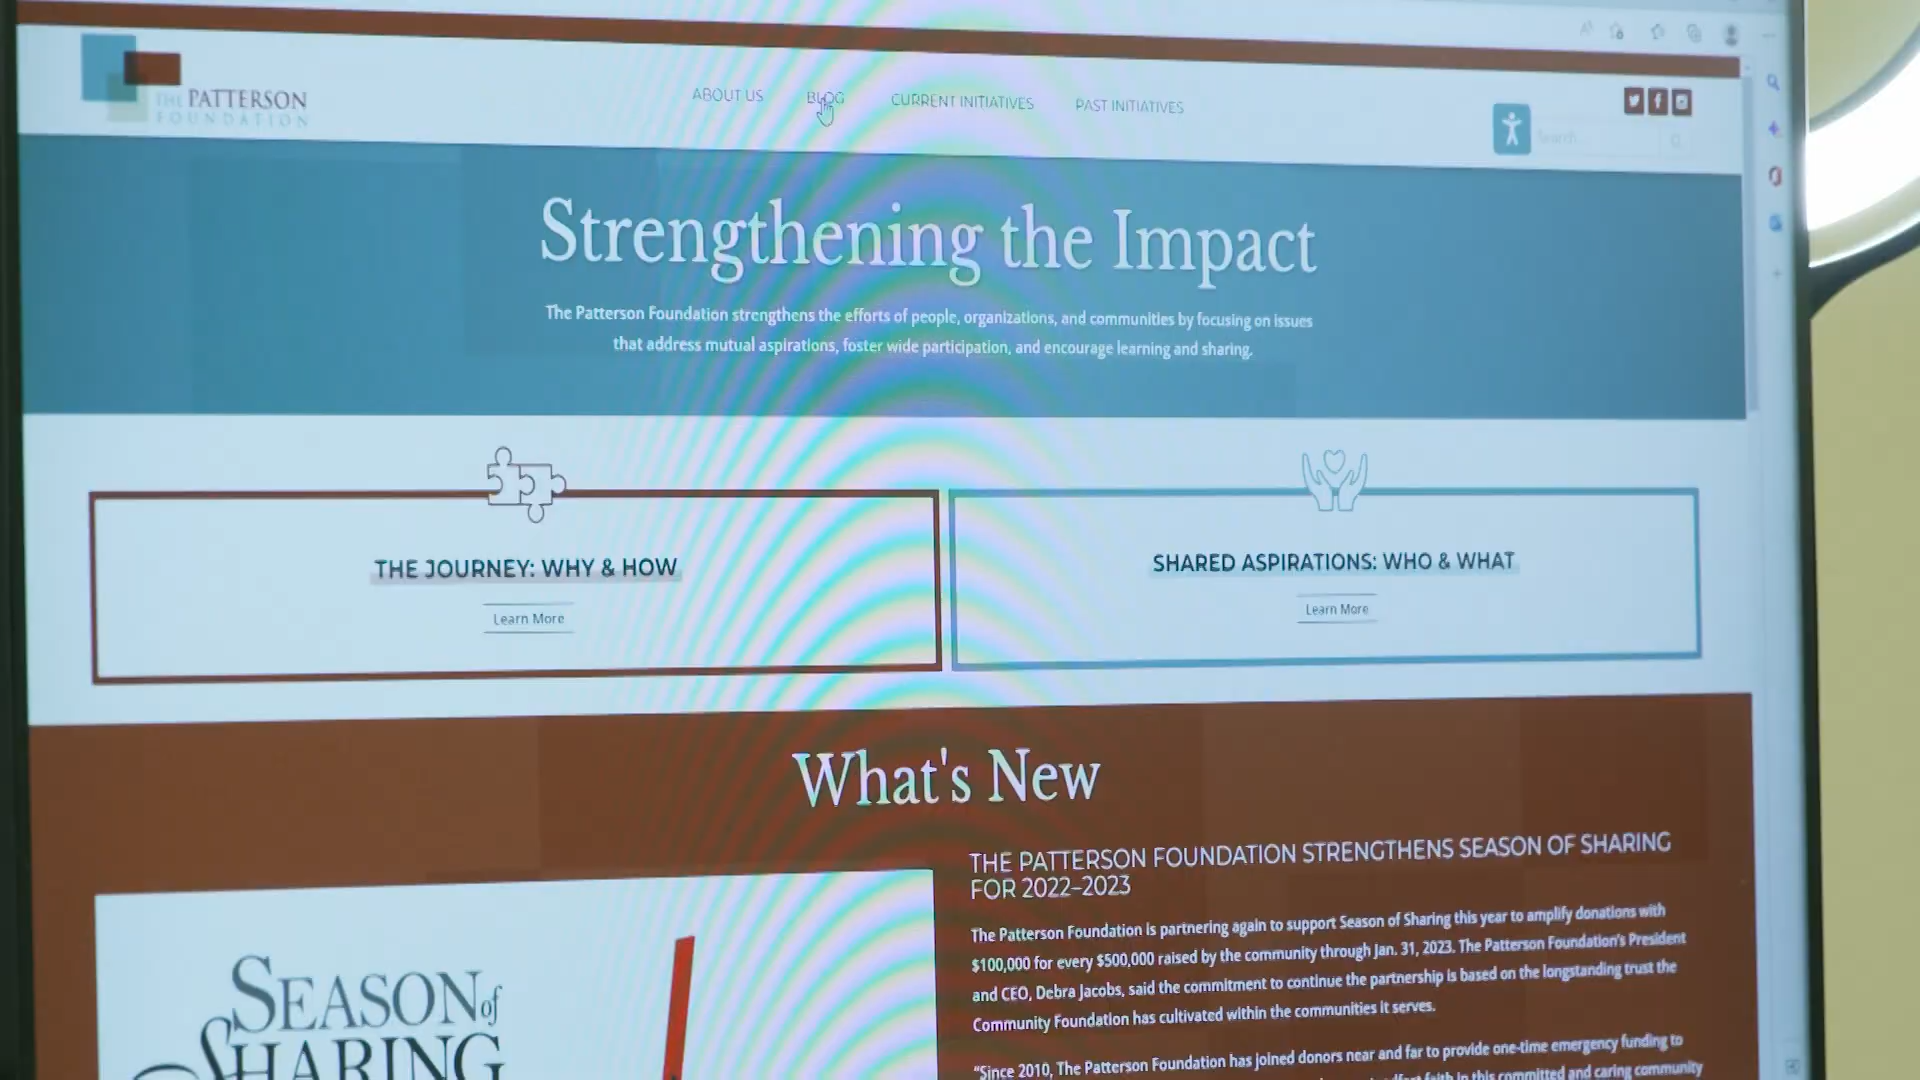 THE PATTERSON
FOUNDATION
ABOUT US
BLOG
CURRENT INITIATIVES
PAST INITIATIVES
Search
Strengthening the Impact
The Patterson Foundation strengthens the efforts of people, organizations, and communities by focusing on issues
that address mutual aspirations, foster wide participation, and encourage learning and sharing.
THE JOURNEY: WHY & HOW
Learn More
SHARED ASPIRATIONS: WHO & WHAT
Learn More
What's New
SEASON of
SHARING
THE PATTERSON FOUNDATION STRENGTHENS SEASON OF SHARING
FOR 2022–2023
The Patterson Foundation is partnering again to support Season of Sharing this year to amplify donations with
$100,000 for every $500,000 raised by the community through Jan. 31, 2023. The Patterson Foundation's President
and CEO, Debra Jacobs, said the commitment to continue the partnership is based on the longstanding trust the
Community Foundation has cultivated within the communities it serves.
“Since 2010, The Patterson Foundation has joined donors near and far to provide one-time emergency funding to
faith in this committed and caring community